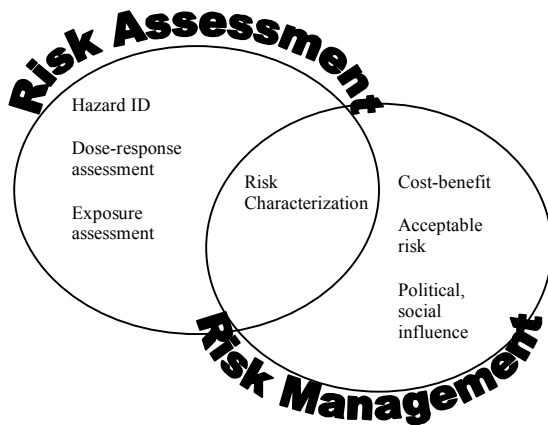 Risk Assessment
Hazard ID
Dose-response
assessment
Exposure
assessment
Risk
Characterization
Cost-benefit
Acceptable
risk
Political,
social
influence
Risk Management